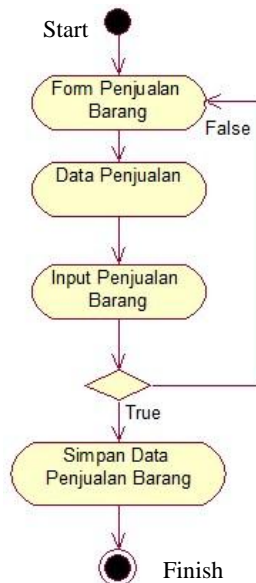 Start
Form Penjualan
Barang
False
Data Penjualan
Input Penjualan
Barang
True
Simpan Data
Penjualan Barang
Finish